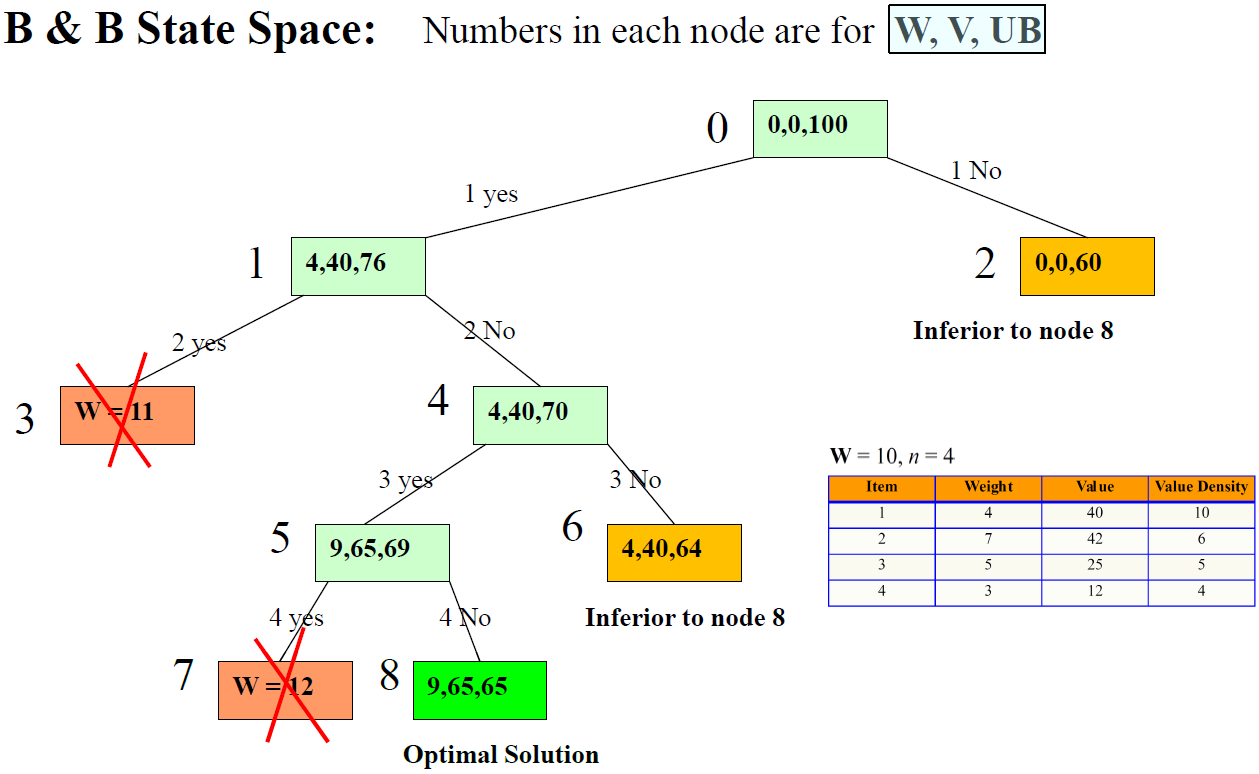 B & B State Space: Numbers in each node are for W, V, UB
0 0,0,100
1 yes
1 No
1 4,40,76
2 0,0,60
Inferior to node 8
2 yes
2 No
3 W = 11
4 4,40,70
3 yes
3 No
5 9,65,69
6 4,40,64
Inferior to node 8
4 yes
4 No
7 W = 12
8 9,65,65
Optimal Solution
W = 10, n = 4
Item Weight Value Value Density
1 4 40 10
2 7 42 6
3 5 25 5
4 3 12 4